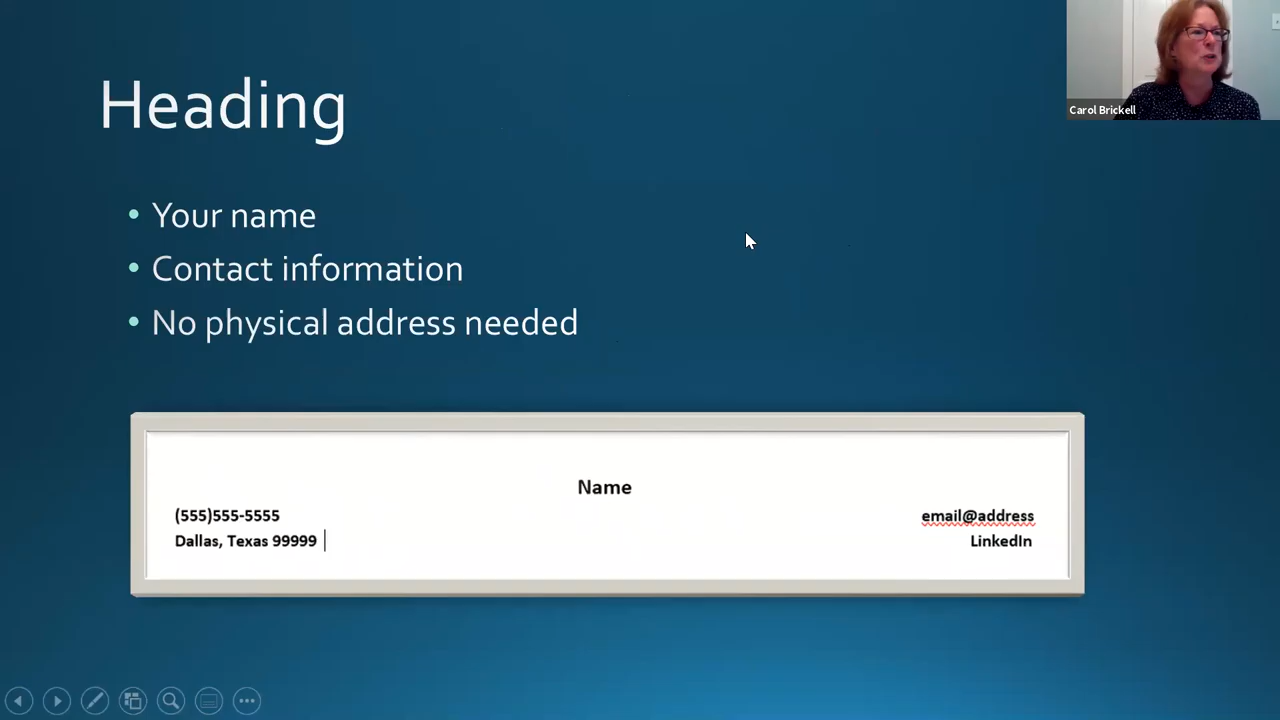 Heading
Carol Brickell
• Your name
• Contact information
• No physical address needed
Name
(555)555-5555 email@address
Dallas, Texas 99999 LinkedIn